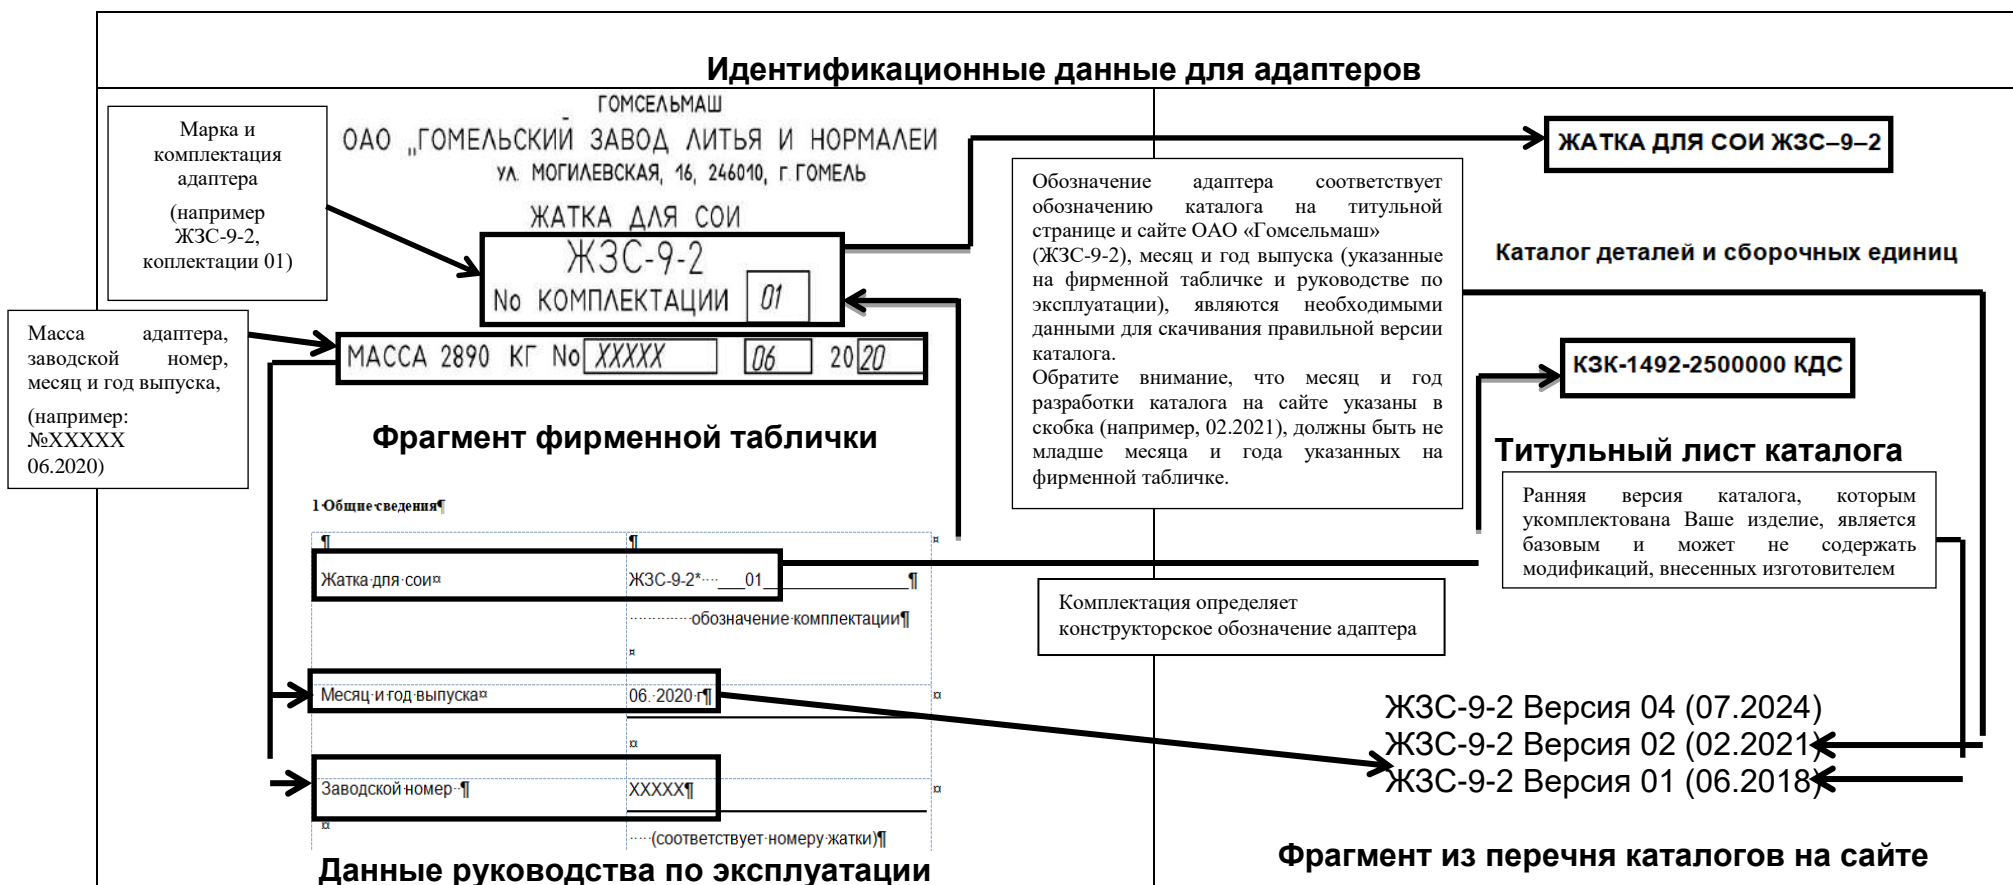 Идентификационные данные для адаптеров
Марка и
комплектация
адаптера
(например
ЖЗС-9-2,
коплектации 01)
Масса адаптера,
заводской номер,
месяц и год выпуска,
(например:
№XXXXX
06.2020)
ГОМСЕЛЬМАШ
ОАО „ГОМЕЛЬСКИЙ ЗАВОД ЛИТЬЯ И НОРМАЛЕЙ
УЛ. МОГИЛЕВСКАЯ, 16, 246010, Г. ГОМЕЛЬ
ЖАТКА ДЛЯ СОИ
ЖЗС-9-2
No КОМПЛЕКТАЦИИ 01
МАССА 2890 КГ No XXXXX 06 2020
Фрагмент фирменной таблички
1·Общие·сведения¶
¶ ¶ ¤
Жатка·для·сои¤ ЖЗС-9-2*····___01________________¶
··············обозначение·комплектации¶
¤
Месяц·и·год·выпуска¤ 06.·2020·г¶ ¤
¤
Заводской·номер··¶ XXXXX¶ ¤
¤ ·····(соответствует·номеру·жатки)¶
Данные руководства по эксплуатации
Обозначение адаптера соответствует
обозначению каталога на титульной
странице и сайте ОАО «Гомсельмаш»
(ЖЗС-9-2), месяц и год выпуска (указанные
на фирменной табличке и руководстве по
эксплуатации), являются необходимыми
данными для скачивания правильной версии
каталога.
Обратите внимание, что месяц и год
разработки каталога на сайте указаны в
скобка (например, 02.2021), должны быть не
младше месяца и года указанных на
фирменной табличке.
Комплектация определяет
конструкторское обозначение адаптера
ЖАТКА ДЛЯ СОИ ЖЗС–9–2
Каталог деталей и сборочных единиц
КЗК-1492-2500000 КДС
Титульный лист каталога
Ранняя версия каталога, которым
укомплектована Ваше изделие, является
базовым и может не содержать
модификаций, внесенных изготовителем
ЖЗС-9-2 Версия 04 (07.2024)
ЖЗС-9-2 Версия 02 (02.2021)
ЖЗС-9-2 Версия 01 (06.2018)
Фрагмент из перечня каталогов на сайте